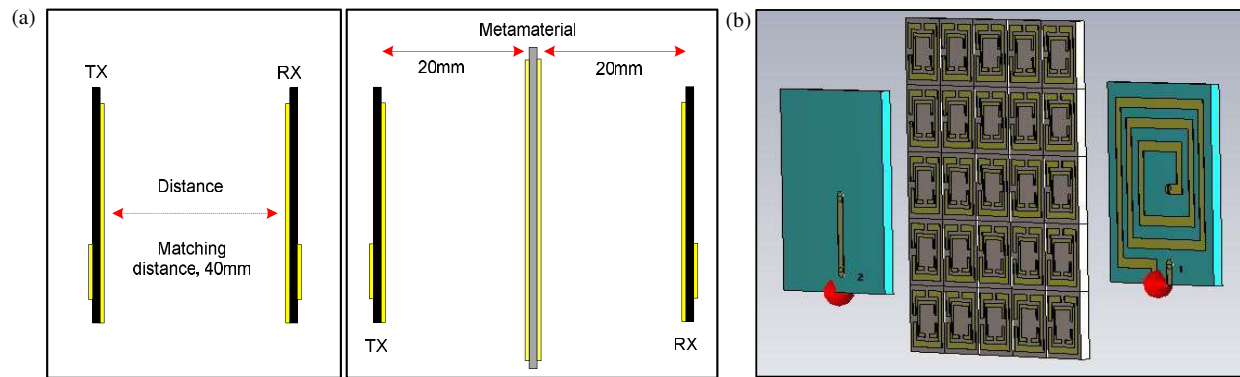 (a)
TX
RX
Distance
Matching
distance, 40mm
Metamaterial
20mm
20mm
TX
RX
(b)
2
1